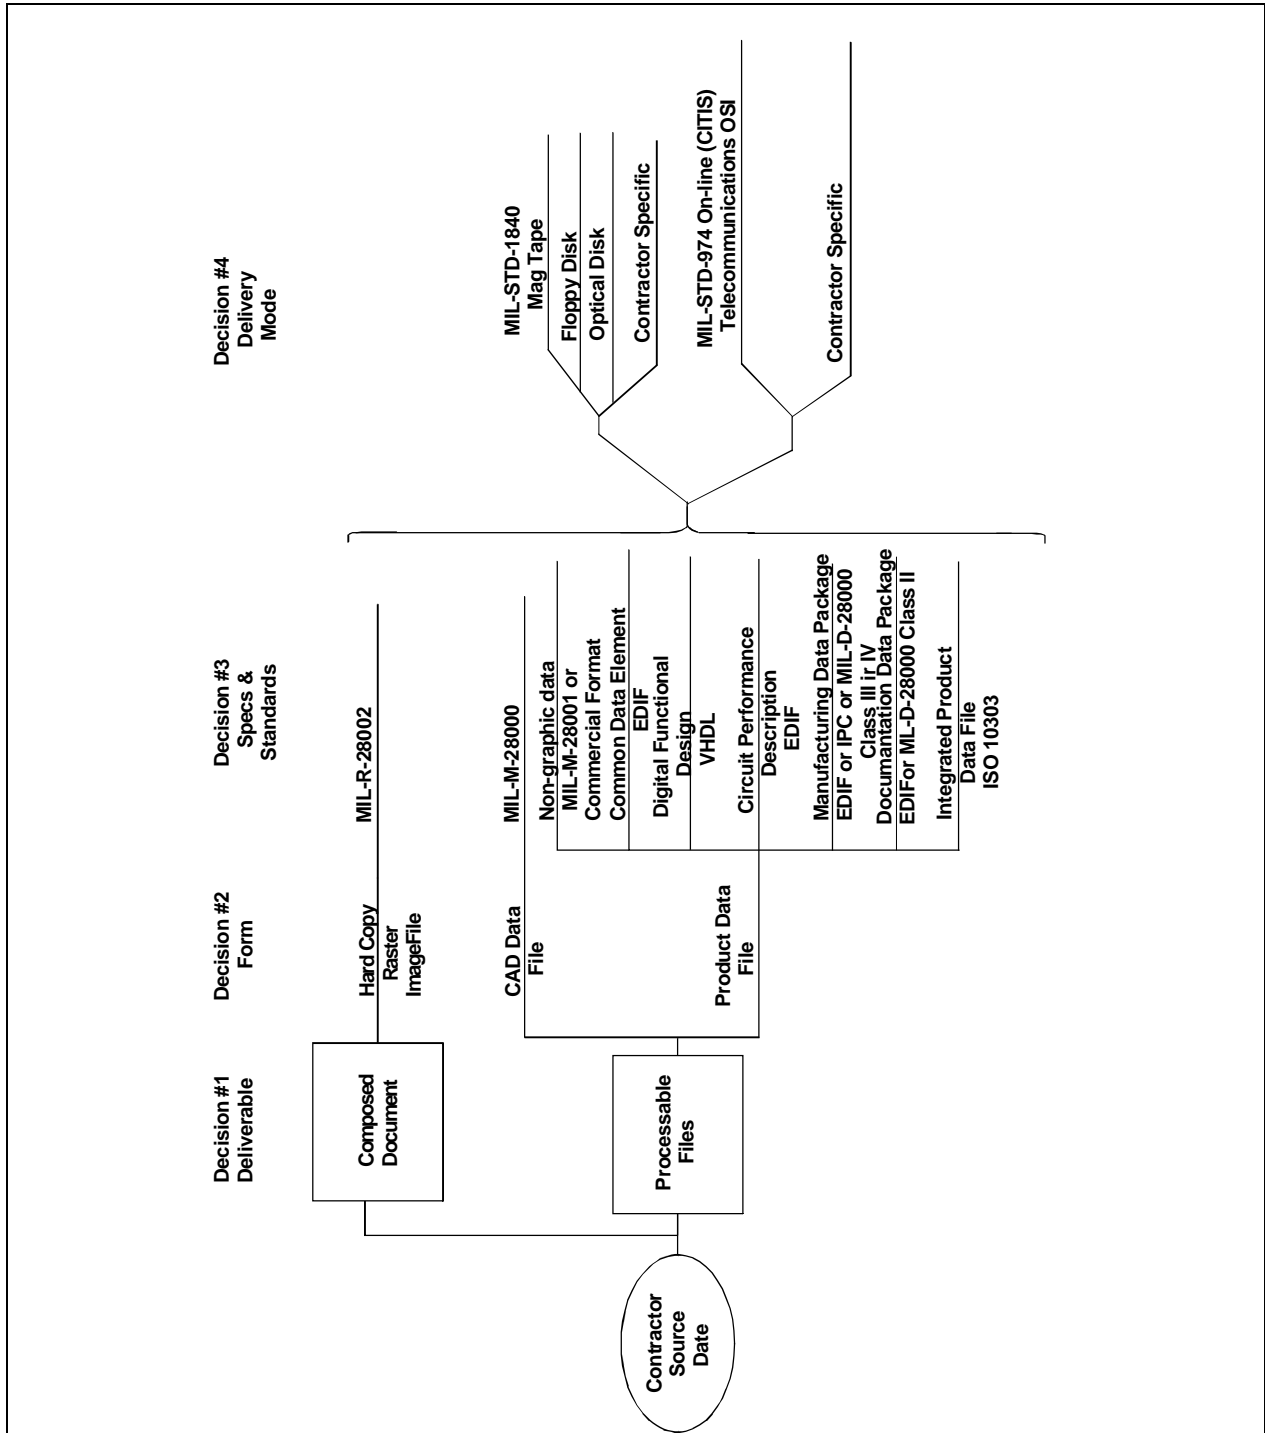 Decision #1
Deliverable
Decision #2
Form
Decision #3
Specs &
Standards
Decision #4
Delivery
Mode
Contractor
Source
Date
Composed
Document
Processable
Files
Hard Copy
Raster
ImageFile
CAD Data
File
Product Data
File
MIL-R-28002
MIL-M-28000
Non-graphic data
MIL-M-28001 or
Commercial Format
Common Data Element
EDIF
Digital Functional
Design
VHDL
Circuit Performance
Description
EDIF
Manufacturing Data Package
EDIF or IPC or MIL-D-28000
Class III ir IV
Documantation Data Package
EDIFor ML-D-28000 Class II
Integrated Product
Data File
ISO 10303
MIL-STD-1840
Mag Tape
Floppy Disk
Optical Disk
Contractor Specific
MIL-STD-974 On-line (CITIS)
Telecommunications OSI
Contractor Specific